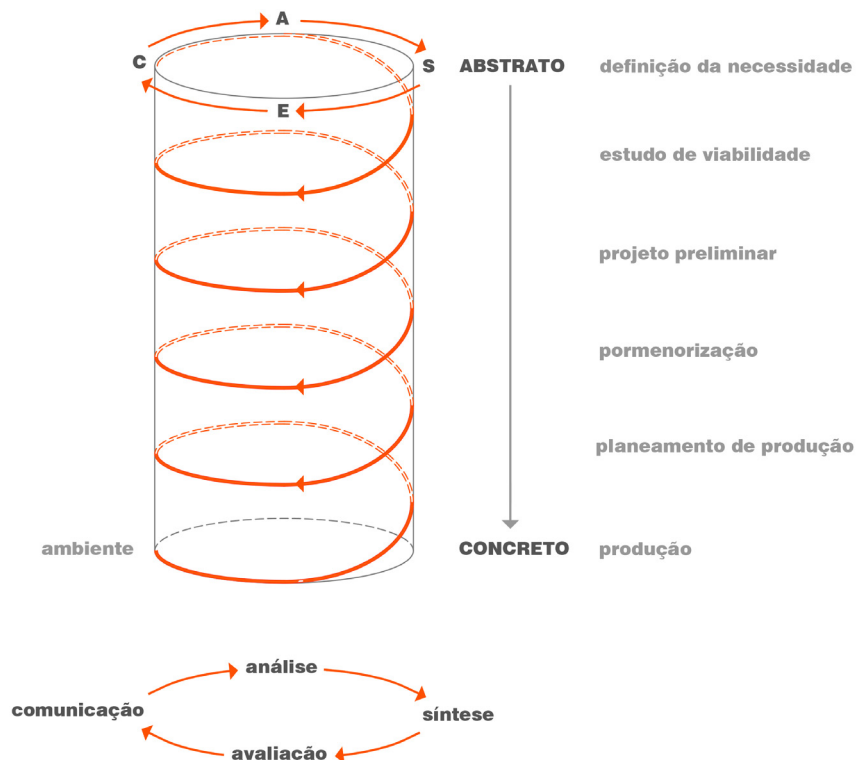 A
C
S
ABSTRATO
definição da necessidade
E
estudo de viabilidade
projeto preliminar
pormenorização
planeamento de produção
ambiente
CONCRETO
produção
análise
comunicação
síntese
avaliação